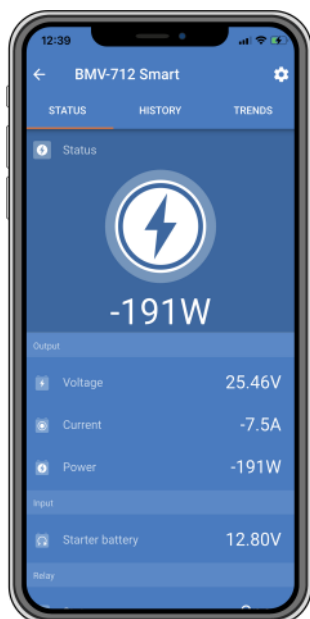 12:39
BMV-712 Smart
STATUS HISTORY TRENDS
Status
-191W
Output
Voltage 25.46V
Current -7.5A
Power -191W
Input
Starter battery 12.80V
Relay